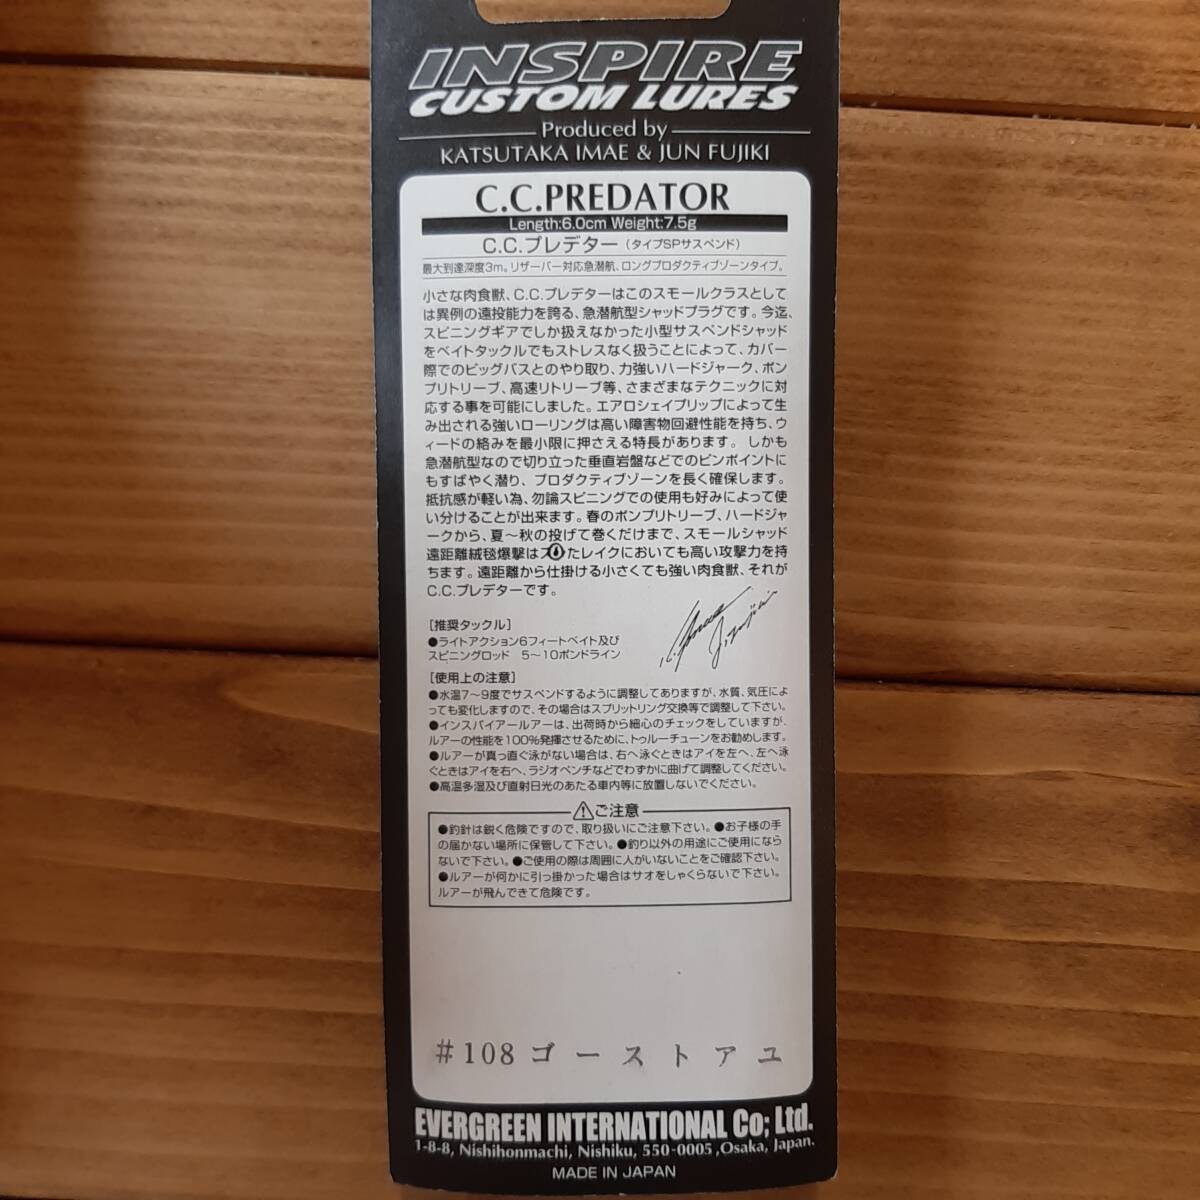 INSPIRE
CUSTOM LURES
Produced by
KATSUTAKA IMAE & JUN FUJIKI
C.C.PREDATOR
Length:6.0cm Weight:7.5g
C.C.プレデター（タイプSPサスペンド）
最大到達深度3m。リザーバー対応急潜航、ロングプロダクティブゾーンタイプ。
小さな肉食獣、C.C.プレデターはこのスモールクラスとして
は異例の遠投能力を誇る、急潜航型シャッドプラグです。今迄、
スピニングギアでしか扱えなかった小型サスペンドシャッド
をベイトタックルでもストレスなく扱うことによって、カバー
際でのビッグバスとのやり取り、力強いハードジャーク、ポン
プリトリーブ、高速リトリーブ等、さまざまなテクニックに対
応する事を可能にしました。エアロシェイプリップによって生
み出される強いローリングは高い障害物回避性能を持ち、ウ
ィードの絡みを最小限に押さえる特長があります。しかも
急潜航型なので切り立った垂直岩盤などでのピンポイントに
もすばやく潜り、プロダクティブゾーンを長く確保します。
抵抗感が軽い為、勿論スピニングでの使用も好みによって使
い分けることが出来ます。春のポンプリトリーブ、ハードジャ
ークから、夏〜秋の投げて巻くだけまで、スモールシャッド
遠距離絨毯爆撃はたレイクにおいても高い攻撃力を持
ちます。遠距離から仕掛ける小さくても強い肉食獣、それが
C.C.プレデターです。
[推奨タックル]
●ライトアクション6フィートベイト及び
スピニングロッド 5〜10ポンドライン
[使用上の注意]
●水温7〜9度でサスペンドするように調整してありますが、水質、気圧によ
っても変化しますので、その場合はスプリットリング交換等で調整して下さい。
●インスパイアールアーは、出荷時から細心のチェックをしていますが、
ルアーの性能を100%発揮させるために、トゥルーチューンをお勧めします。
●ルアーが真っ直ぐ泳がない場合は、右へ泳ぐときはアイを左へ、左へ泳
ぐときはアイを右へ、ラジオペンチなどでわずかに曲げて調整してください。
●高温多湿及び直射日光のあたる車内等に放置しないでください。
⚠ご注意
●釣針は鋭く危険ですので、取り扱いにご注意下さい。●お子様の手
の届かない場所に保管して下さい。●釣り以外の用途にご使用になら
ないで下さい。●ご使用の際は周囲に人がいないことをご確認下さい。
●ルアーが何かに引っ掛かった場合はサオをしゃくらないで下さい。
ルアーが飛んできて危険です。
#108 ゴーストアユ
EVERGREEN INTERNATIONAL Co; Ltd.
1-8-8, Nishihonmachi, Nishiku, 550-0005 ,Osaka, Japan.
MADE IN JAPAN